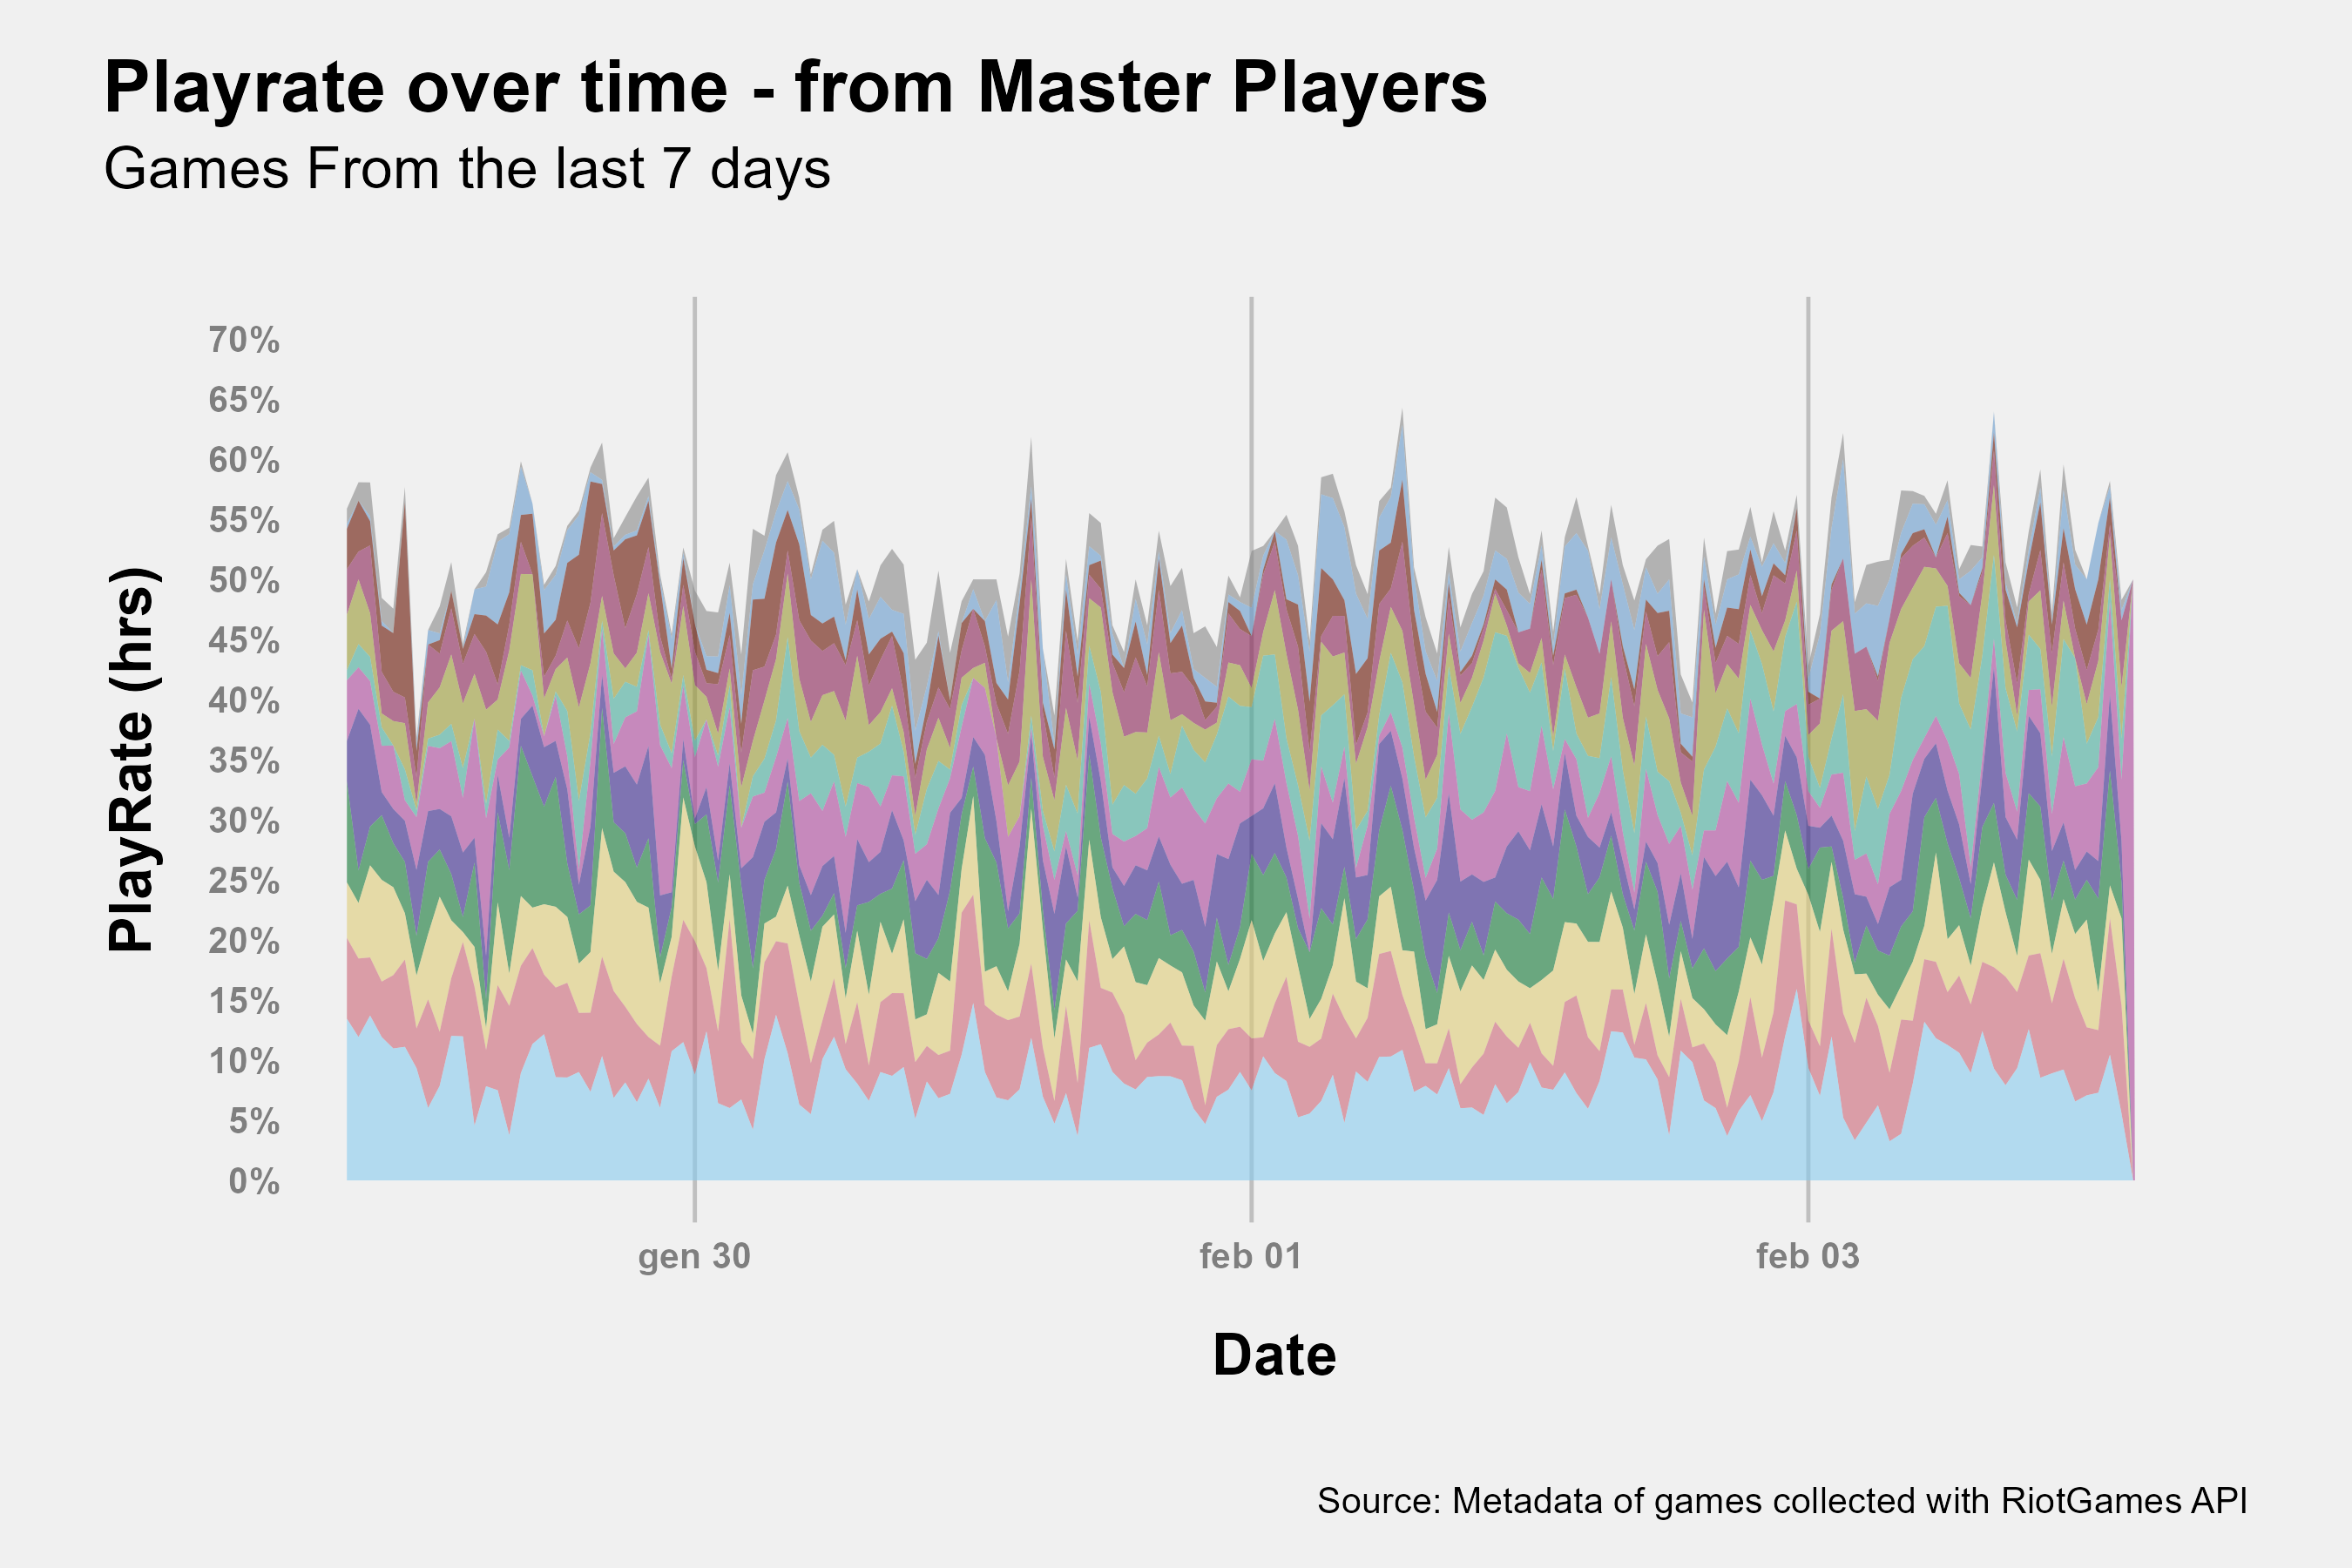 Playrate over time - from Master Players
Games From the last 7 days
70%
65%
60%
55%
50%
45%
40%
35%
30%
25%
20%
15%
10%
5%
0%
PlayRate (hrs)
gen 30
feb 01
feb 03
Date
Source: Metadata of games collected with RiotGames API